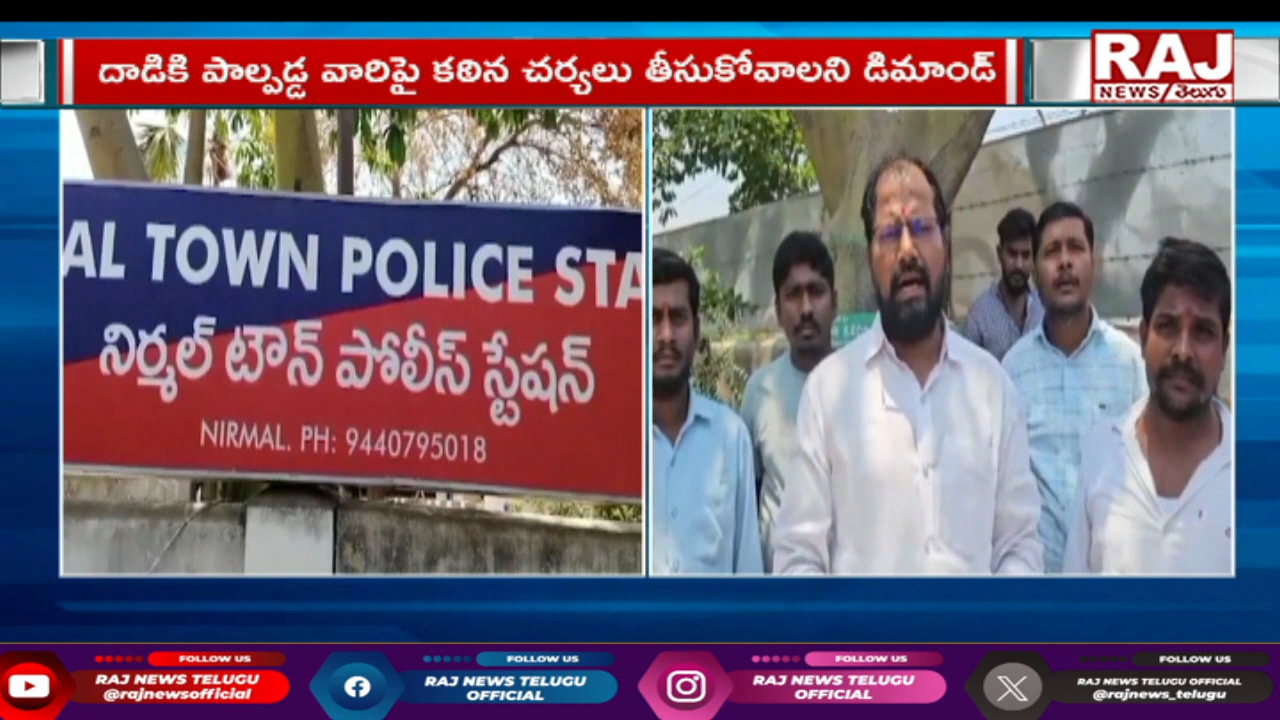 దాడికి పాల్పడ్డ వారిపై కఠిన చర్యలు తీసుకోవాలని డిమాండ్
RAJ
NEWS తెలుగు
AL TOWN POLICE STA
నిర్మల్ టౌన్ పోలీస్ స్టేషన్
NIRMAL. PH: 9440795018
FOLLOW US
RAJ NEWS TELUGU
@rajnewsofficial
FOLLOW US
RAJ NEWS TELUGU
OFFICIAL
FOLLOW US
RAJ NEWS TELUGU
OFFICIAL
FOLLOW US
RAJ NEWS TELUGU OFFICIAL
@rajnews_telugu